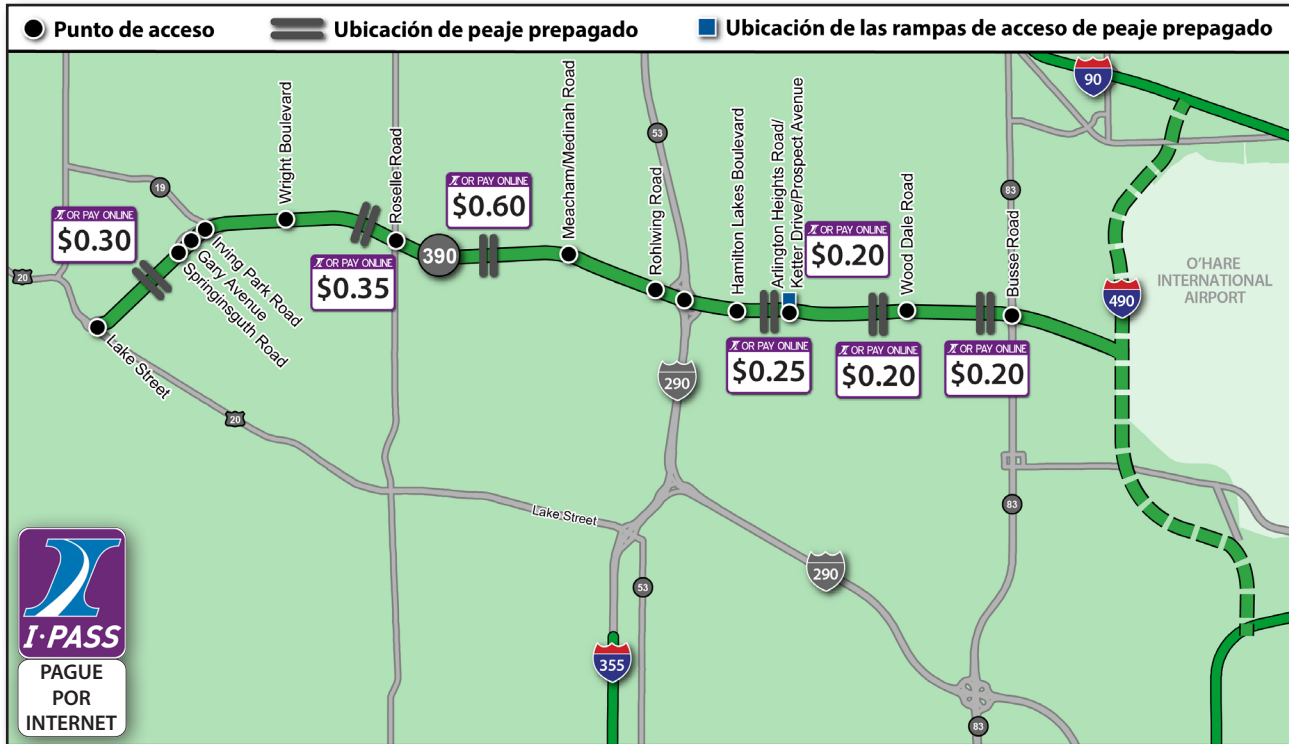 Punto de acceso
Ubicación de peaje prepagado
Ubicación de las rampas de acceso de peaje prepagado
90
53
19
83
Wright Boulevard
Roselle Road
Meacham/Medinah Road
Rohlwing Road
Hamilton Lakes Boulevard
Arlington Heights Road/
Ketter Drive/Prospect Avenue
Wood Dale Road
Busse Road
OR PAY ONLINE
$0.30
OR PAY ONLINE
$0.35
OR PAY ONLINE
$0.60
OR PAY ONLINE
$0.20
OR PAY ONLINE
$0.25
OR PAY ONLINE
$0.20
OR PAY ONLINE
$0.20
390
20
Irving Park Road
Gary Avenue
Springinsguth Road
Lake Street
O'HARE
INTERNATIONAL
AIRPORT
490
290
20
Lake Street
83
290
53
355
83
I·PASS
PAGUE
POR
INTERNET